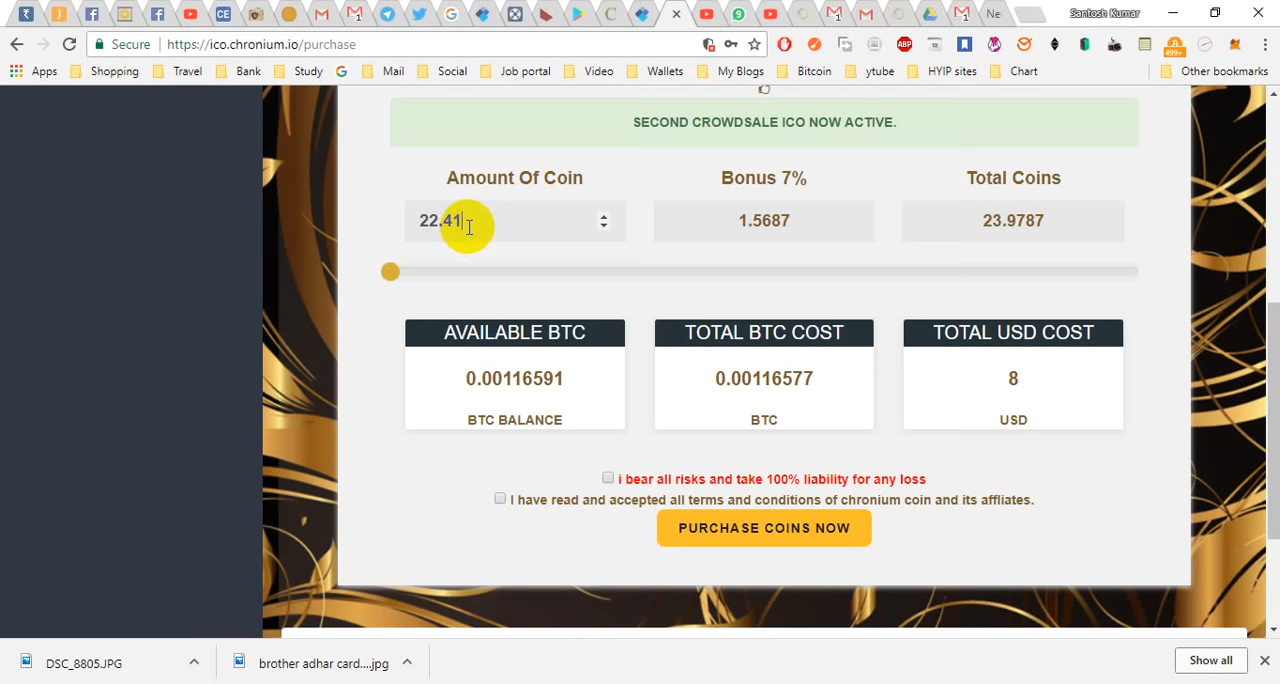 CE
Ne
Santosh Kumar
Secure
https://ico.chronium.io/purchase
ABP
499+
Apps
Shopping
Travel
Bank
Study
Mail
Social
Job portal
Video
Wallets
My Blogs
Bitcoin
ytube
HYIP sites
Chart
Other bookmarks
SECOND CROWDSALE ICO NOW ACTIVE.
Amount Of Coin
Bonus 7%
Total Coins
22.41
1.5687
23.9787
AVAILABLE BTC
TOTAL BTC COST
TOTAL USD COST
0.00116591
0.00116577
8
BTC BALANCE
BTC
USD
i bear all risks and take 100% liability for any loss
I have read and accepted all terms and conditions of chronium coin and its affliates.
PURCHASE COINS NOW
DSC_8805.JPG
brother adhar card....jpg
Show all